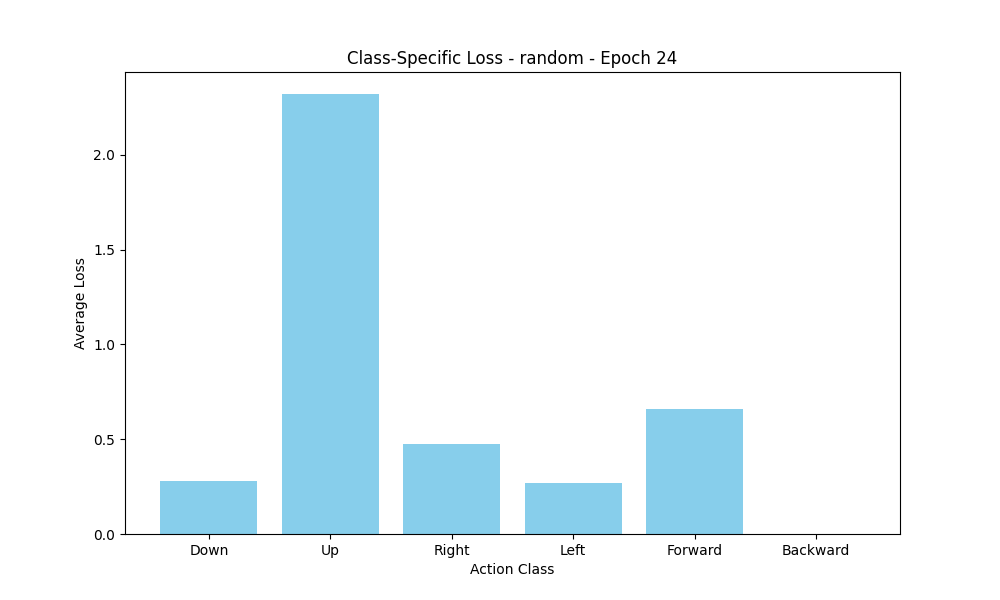 Class-Specific Loss - random - Epoch 24
Average Loss
2.0
1.5
1.0
0.5
0.0
Down Up Right Left Forward Backward
Action Class